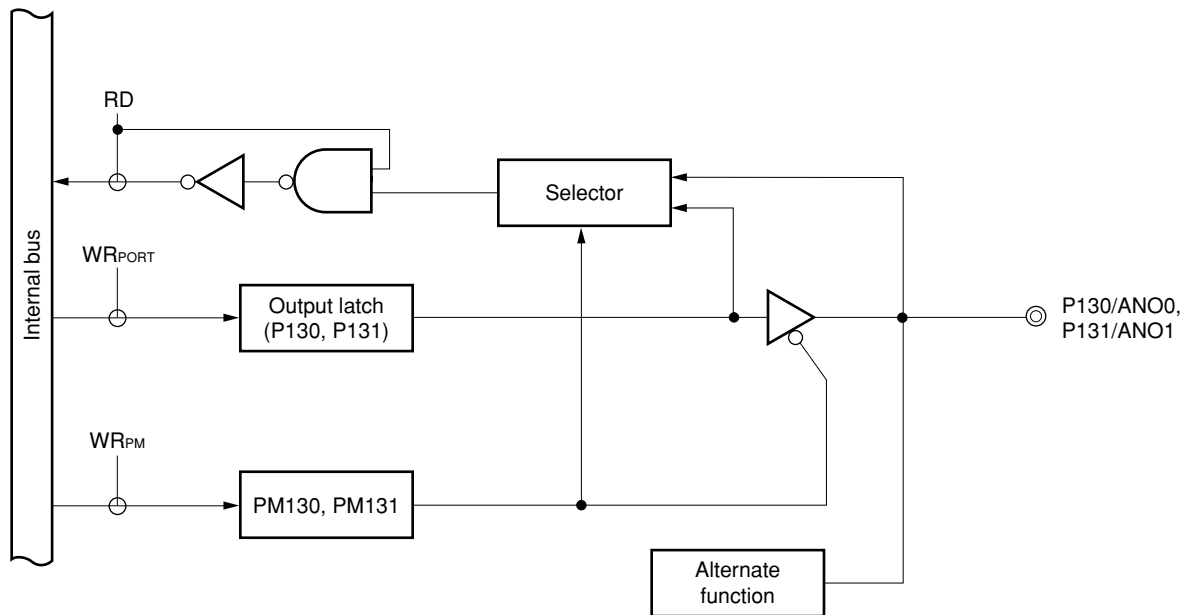 RD
Selector
Internal bus
WRPORT
Output latch
(P130, P131)
P130/ANO0,
P131/ANO1
WRPM
PM130, PM131
Alternate
function